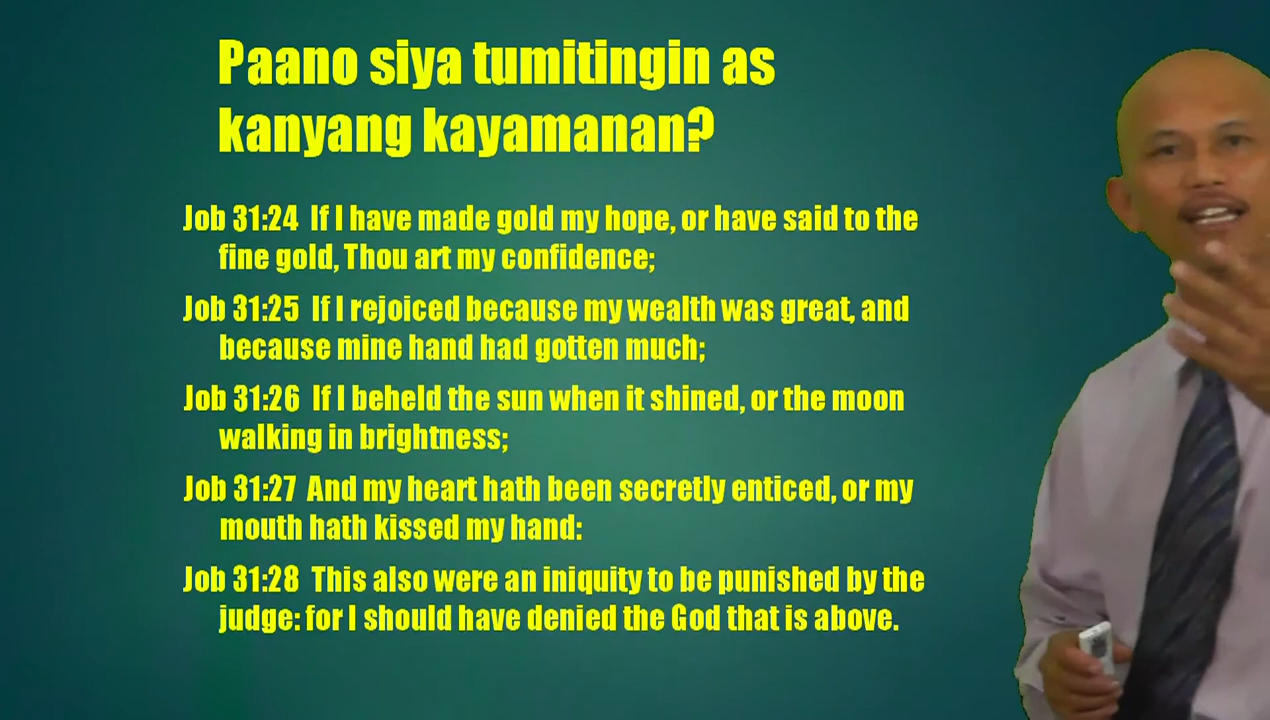 Paano siya tumitingin as
kanyang kayamanan?
Job 31:24 If I have made gold my hope, or have said to the
fine gold, Thou art my confidence;
Job 31:25 If I rejoiced because my wealth was great, and
because mine hand had gotten much;
Job 31:26 If I beheld the sun when it shined, or the moon
walking in brightness;
Job 31:27 And my heart hath been secretly enticed, or my
mouth hath kissed my hand:
Job 31:28 This also were an iniquity to be punished by the
judge: for I should have denied the God that is above.